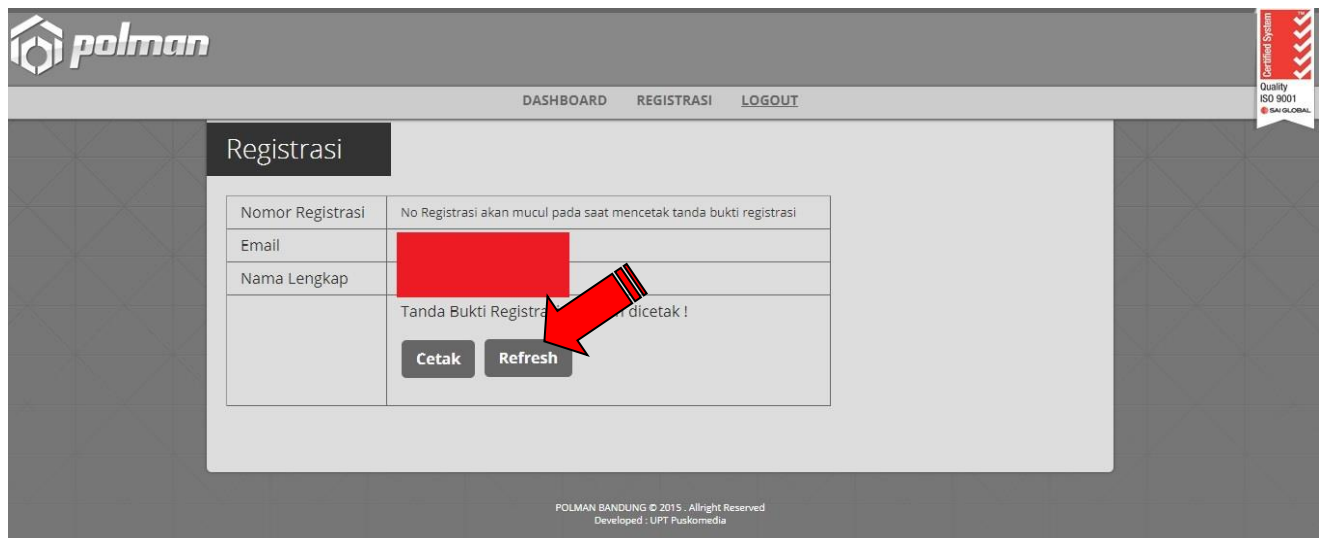 polman
Certified System
Quality
ISO 9001
SAI GLOBAL
DASHBOARD REGISTRASI LOGOUT
Registrasi
Nomor Registrasi No Registrasi akan mucul pada saat mencetak tanda bukti registrasi
Email
Nama Lengkap
Tanda Bukti dicetak !
Cetak Refresh
POLMAN BANDUNG © 2015 . Allright Reserved
Developed : UPT Puskomedia